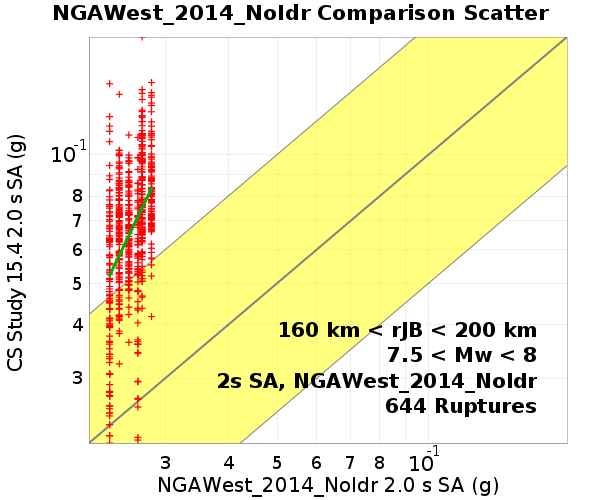 NGAWest_2014_NoIdr Comparison Scatter
CS Study 15.4 2.0 s SA (g)
10^-1
8
7
6
5
4
3
160 km < rJB < 200 km
7.5 < Mw < 8
2s SA, NGAWest_2014_NoIdr
644 Ruptures
3 4 5 6 7 8 10^-1
NGAWest_2014_NoIdr 2.0 s SA (g)